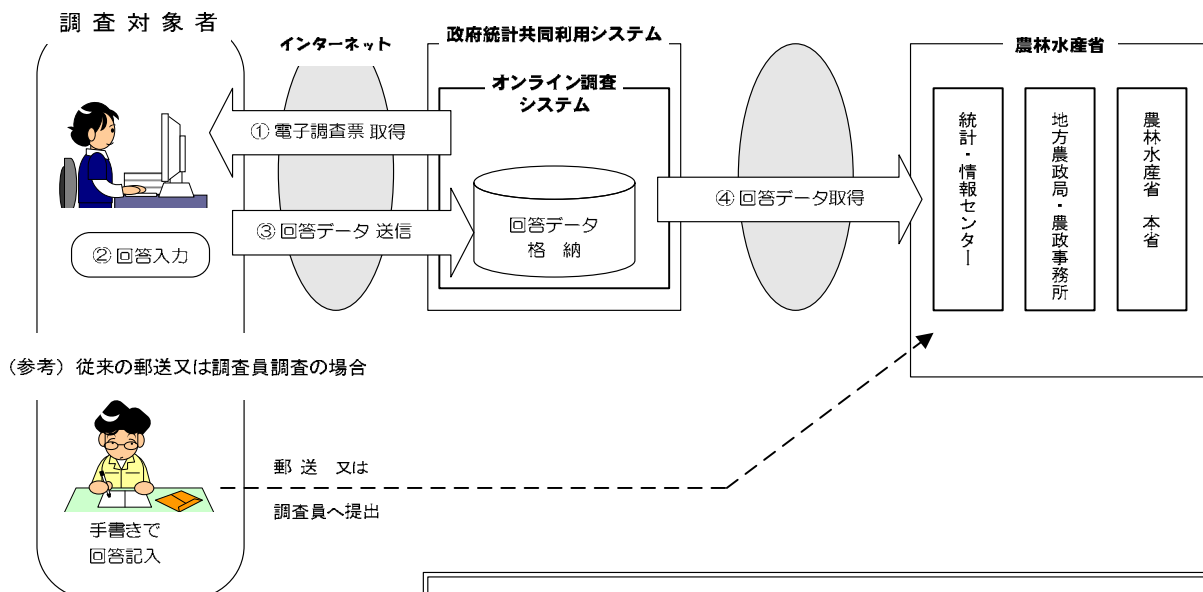 調査対象者
インターネット
政府統計共同利用システム
オンライン調査
システム
農林水産省
① 電子調査票 取得
② 回答入力
③ 回答データ 送信
回答データ
格 納
④ 回答データ取得
統計・情報センター
地方農政局・農政事務所
農林水産省 本省
（参考）従来の郵送又は調査員調査の場合
手書きで
回答記入
郵 送 又は
調査員へ提出